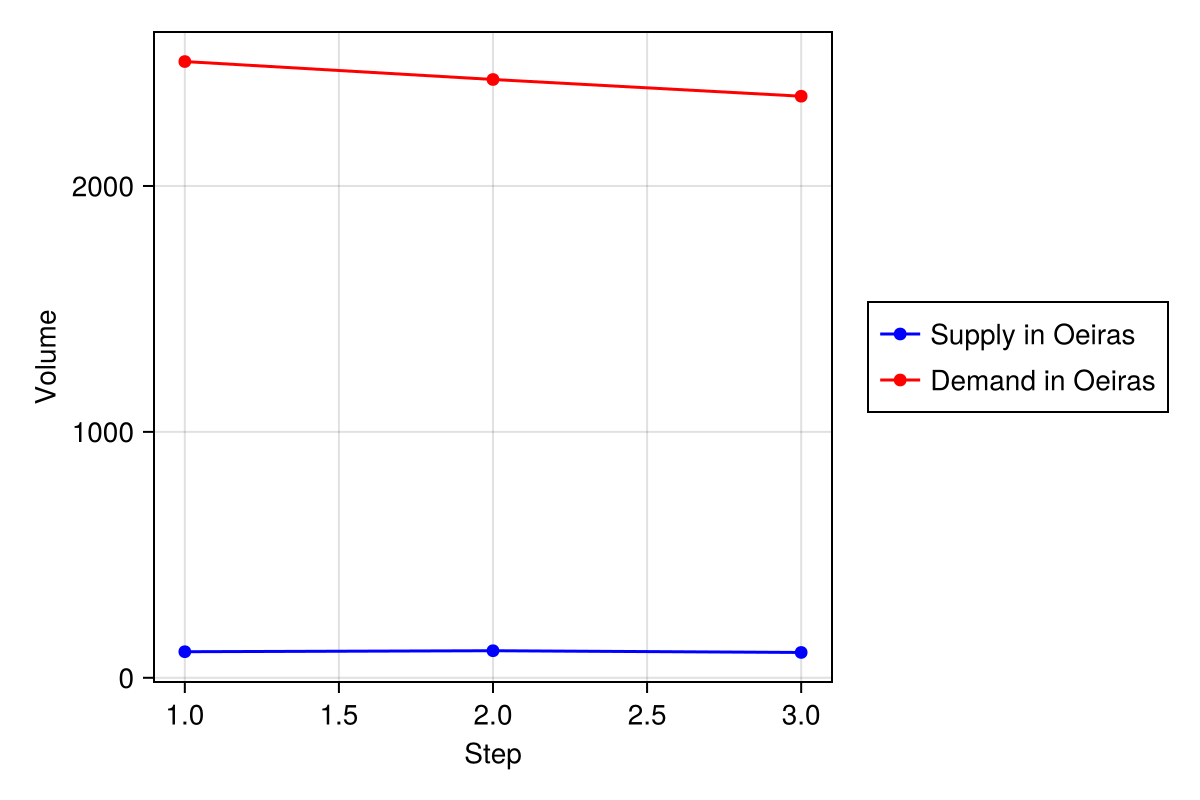 2000
1000
0
Volume
1.0 1.5 2.0 2.5 3.0
Step
Supply in Oeiras
Demand in Oeiras